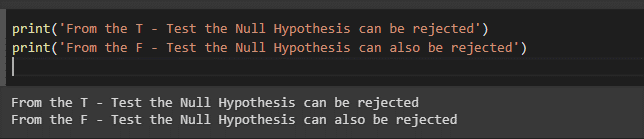 print('From the T - Test the Null Hypothesis can be rejected')
print('From the F - Test the Null Hypothesis can also be rejected')
From the T - Test the Null Hypothesis can be rejected
From the F - Test the Null Hypothesis can also be rejected